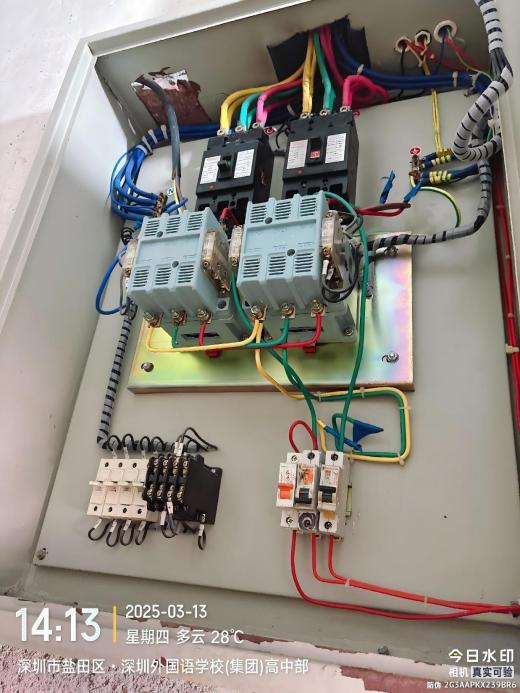 14:13
2025-03-13
星期四 多云 28℃
深圳市盐田区·深圳外国语学校(集团)高中部
今日水印
相机 真实可验
防伪 2G3AAPKX239BR6